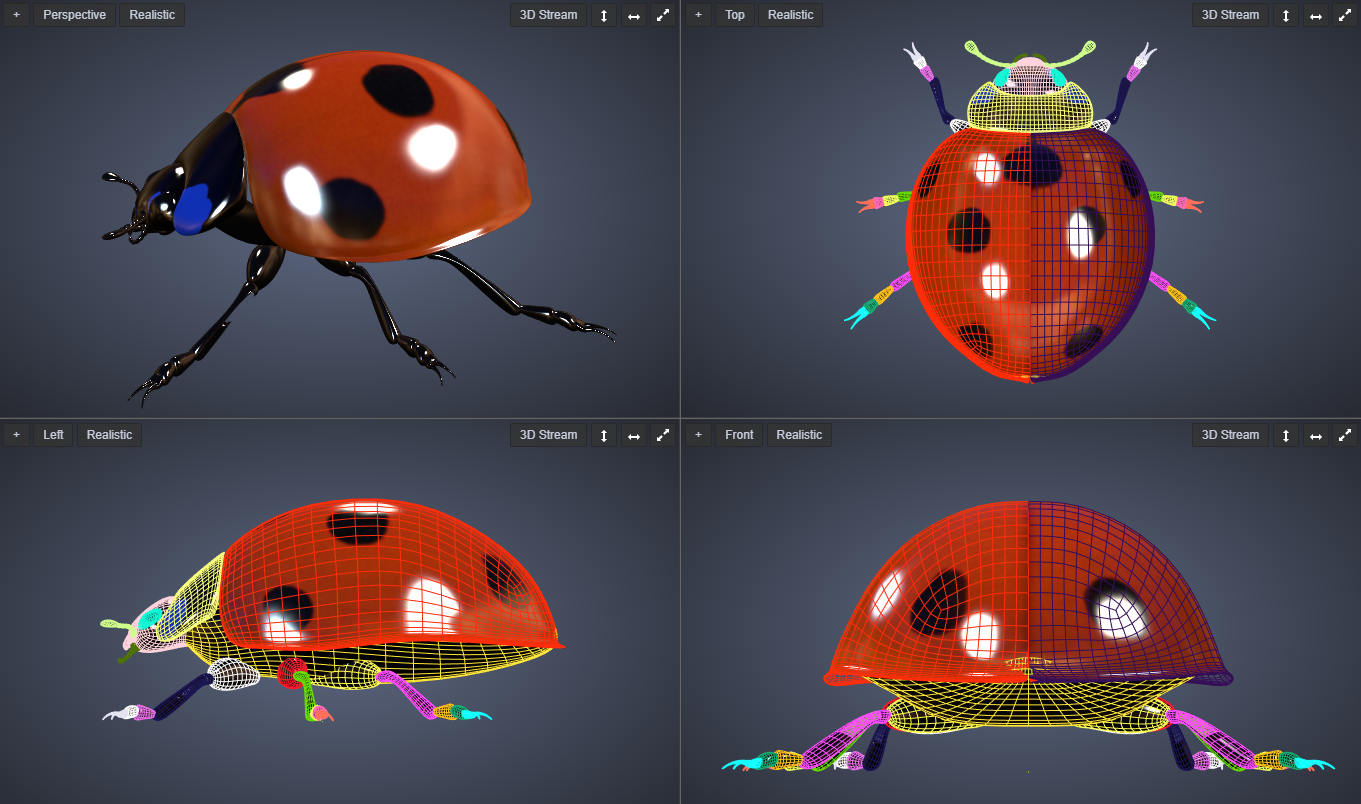 + Perspective Realistic 3D Stream
+ Top Realistic 3D Stream
+ Left Realistic 3D Stream
+ Front Realistic 3D Stream